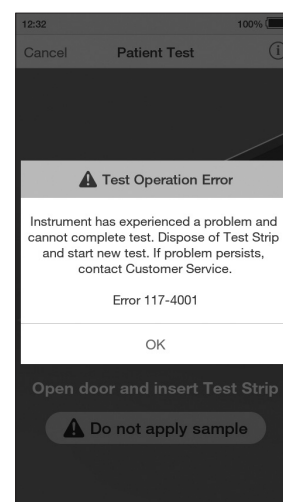 12:32 100%
Cancel Patient Test i
Test Operation Error
Instrument has experienced a problem and
cannot complete test. Dispose of Test Strip
and start new test. If problem persists,
contact Customer Service.
Error 117-4001
OK
Open door and insert Test Strip
Do not apply sample